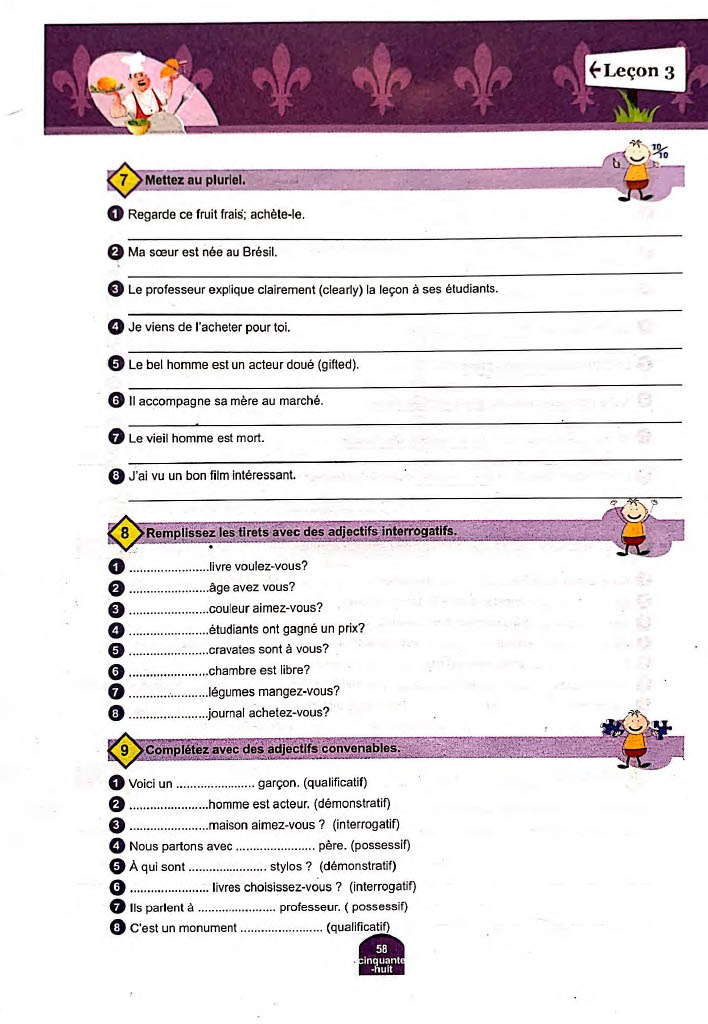 ←Leçon 3
10/10
7 Mettez au pluriel.
1 Regarde ce fruit frais; achète-le.
2 Ma sœur est née au Brésil.
3 Le professeur explique clairement (clearly) la leçon à ses étudiants.
4 Je viens de l'acheter pour toi.
5 Le bel homme est un acteur doué (gifted).
6 Il accompagne sa mère au marché.
7 Le vieil homme est mort.
8 J'ai vu un bon film intéressant.
8 Remplissez les tirets avec des adjectifs interrogatifs.
1 .......................livre voulez-vous?
2 .......................âge avez vous?
3 .......................couleur aimez-vous?
4 .......................étudiants ont gagné un prix?
5 .......................cravates sont à vous?
6 .......................chambre est libre?
7 .......................légumes mangez-vous?
8 .......................journal achetez-vous?
9 Complétez avec des adjectifs convenables.
1 Voici un ....................... garçon. (qualificatif)
2 .......................homme est acteur. (démonstratif)
3 .......................maison aimez-vous ? (interrogatif)
4 Nous partons avec ....................... père. (possessif)
5 À qui sont ....................... stylos ? (démonstratif)
6 ....................... livres choisissez-vous ? (interrogatif)
7 Ils parlent à ....................... professeur. ( possessif)
8 C'est un monument ........................ (qualificatif)
58
cinquante
-huit